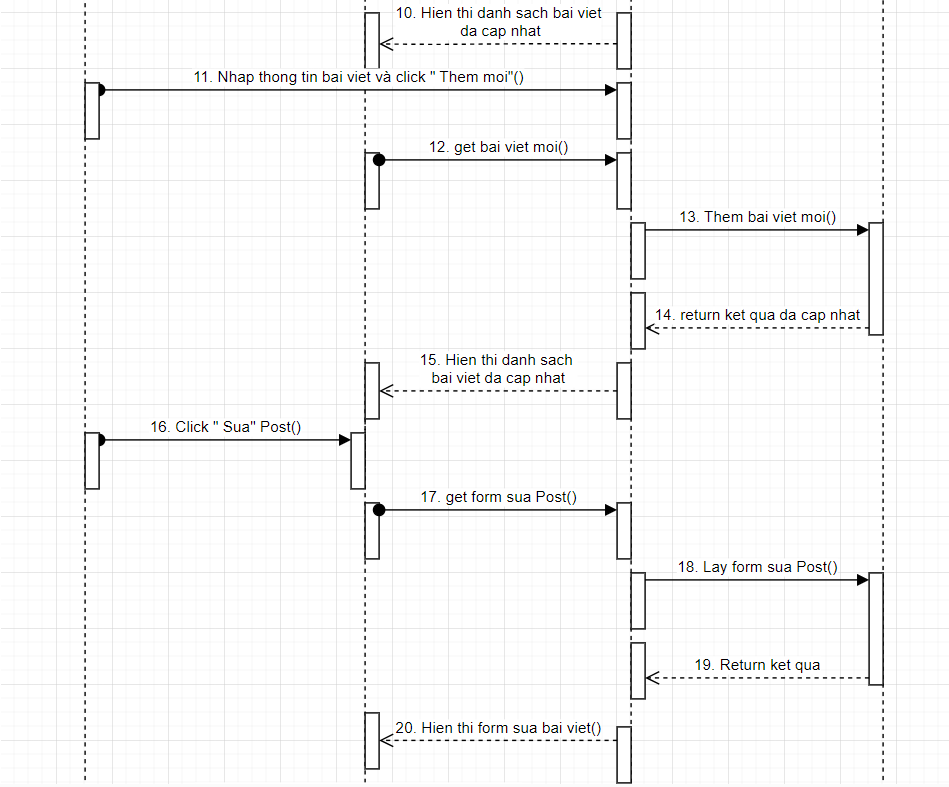 10. Hien thi danh sach bai viet
da cap nhat
11. Nhap thong tin bai viet và click " Them moi"()
12. get bai viet moi()
13. Them bai viet moi()
14. return ket qua da cap nhat
15. Hien thi danh sach
bai viet da cap nhat
16. Click " Sua" Post()
17. get form sua Post()
18. Lay form sua Post()
19. Return ket qua
20. Hien thi form sua bai viet()